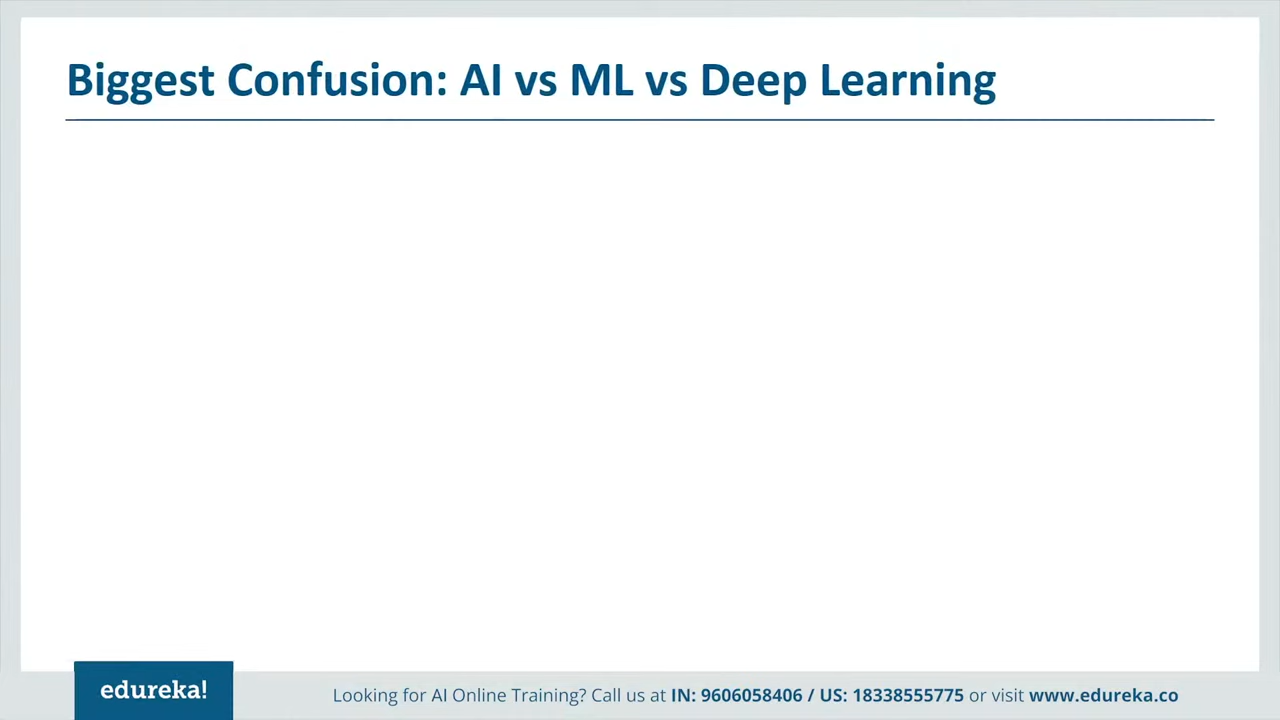 Biggest Confusion: AI vs ML vs Deep Learning
edureka!
Looking for AI Online Training? Call us at IN: 9606058406 / US: 18338555775 or visit www.edureka.co